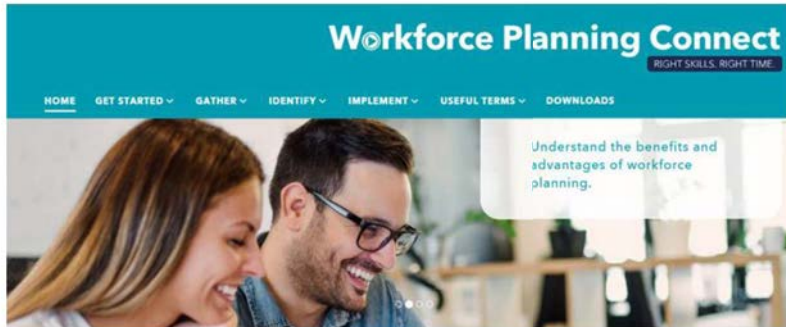 Workforce Planning Connect
RIGHT SKILLS. RIGHT TIME.
HOME GET STARTED GATHER IDENTIFY IMPLEMENT USEFUL TERMS DOWNLOADS
Understand the benefits and
advantages of workforce
planning.